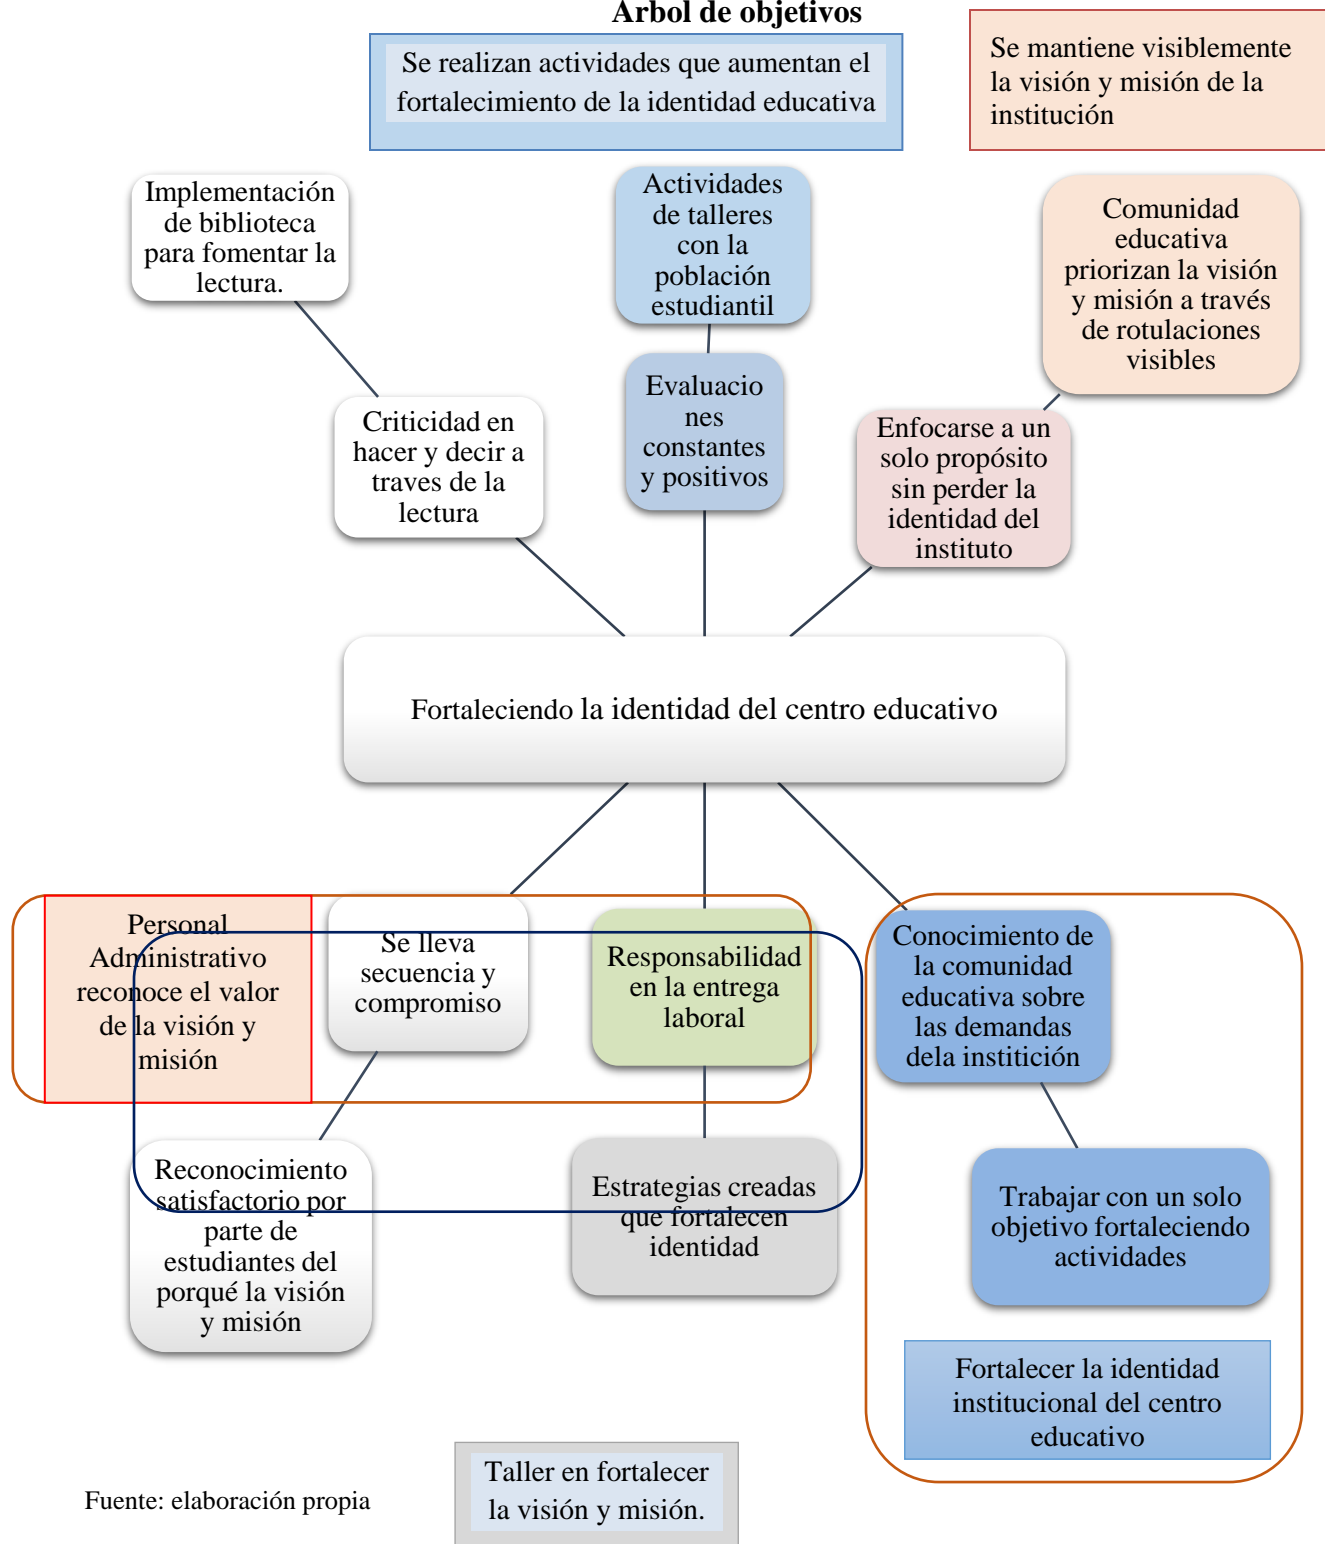 Arbol de objetivos
Se realizan actividades que aumentan el
fortalecimiento de la identidad educativa
Se mantiene visiblemente
la visión y misión de la
institución
Implementación
de biblioteca
para fomentar la
lectura.
Actividades
de talleres
con la
población
estudiantil
Comunidad
educativa
priorizan la visión
y misión a través
de rotulaciones
visibles
Criticidad en
hacer y decir a
traves de la
lectura
Evaluacio
nes
constantes
y positivos
Enfocarse a un
solo propósito
sin perder la
identidad del
instituto
Fortaleciendo la identidad del centro educativo
Personal
Administrativo
reconoce el valor
de la visión y
misión
Se lleva
secuencia y
compromiso
Responsabilidad
en la entrega
laboral
Conocimiento de
la comunidad
educativa sobre
las demandas
dela institición
Reconocimiento
satisfactorio por
parte de
estudiantes del
porqué la visión
y misión
Estrategias creadas
que fortalecen
identidad
Trabajar con un solo
objetivo fortaleciendo
actividades
Fortalecer la identidad
institucional del centro
educativo
Taller en fortalecer
la visión y misión.
Fuente: elaboración propia